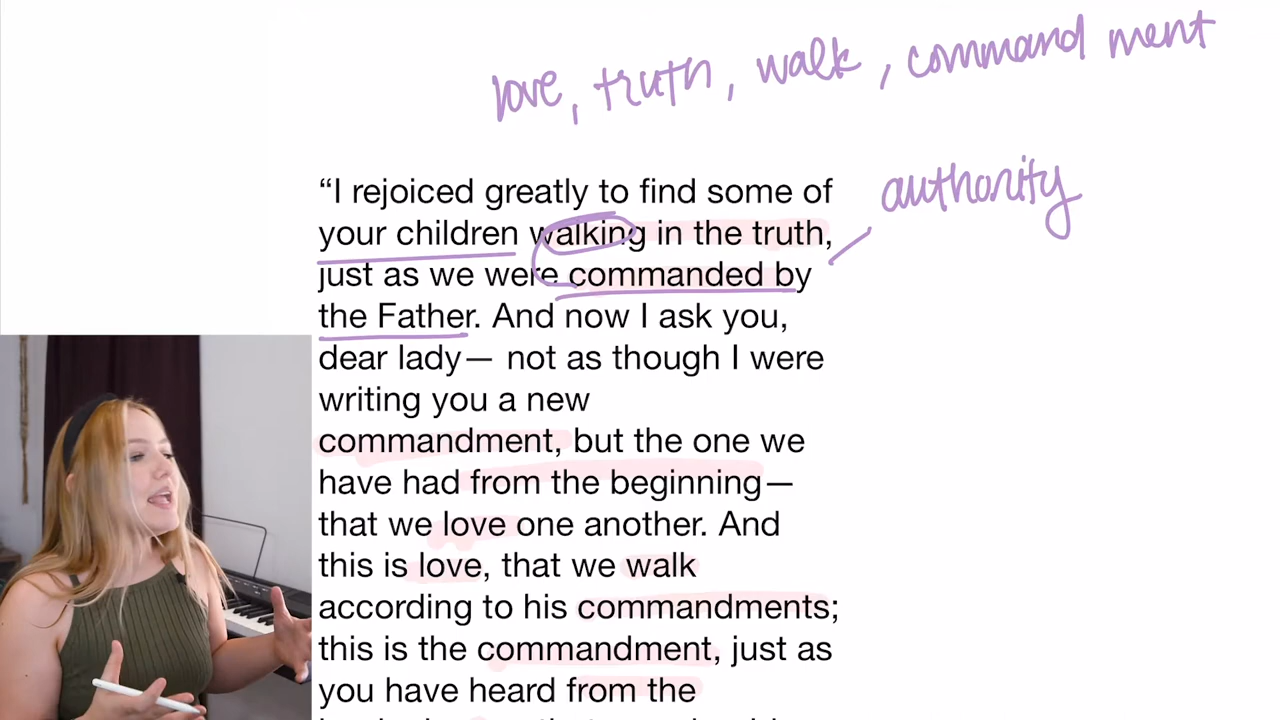 love, truth, walk, command ment
authority
“I rejoiced greatly to find some of
your children walking in the truth,
just as we were commanded by
the Father. And now I ask you,
dear lady— not as though I were
writing you a new
commandment, but the one we
have had from the beginning—
that we love one another. And
this is love, that we walk
according to his commandments;
this is the commandment, just as
you have heard from the